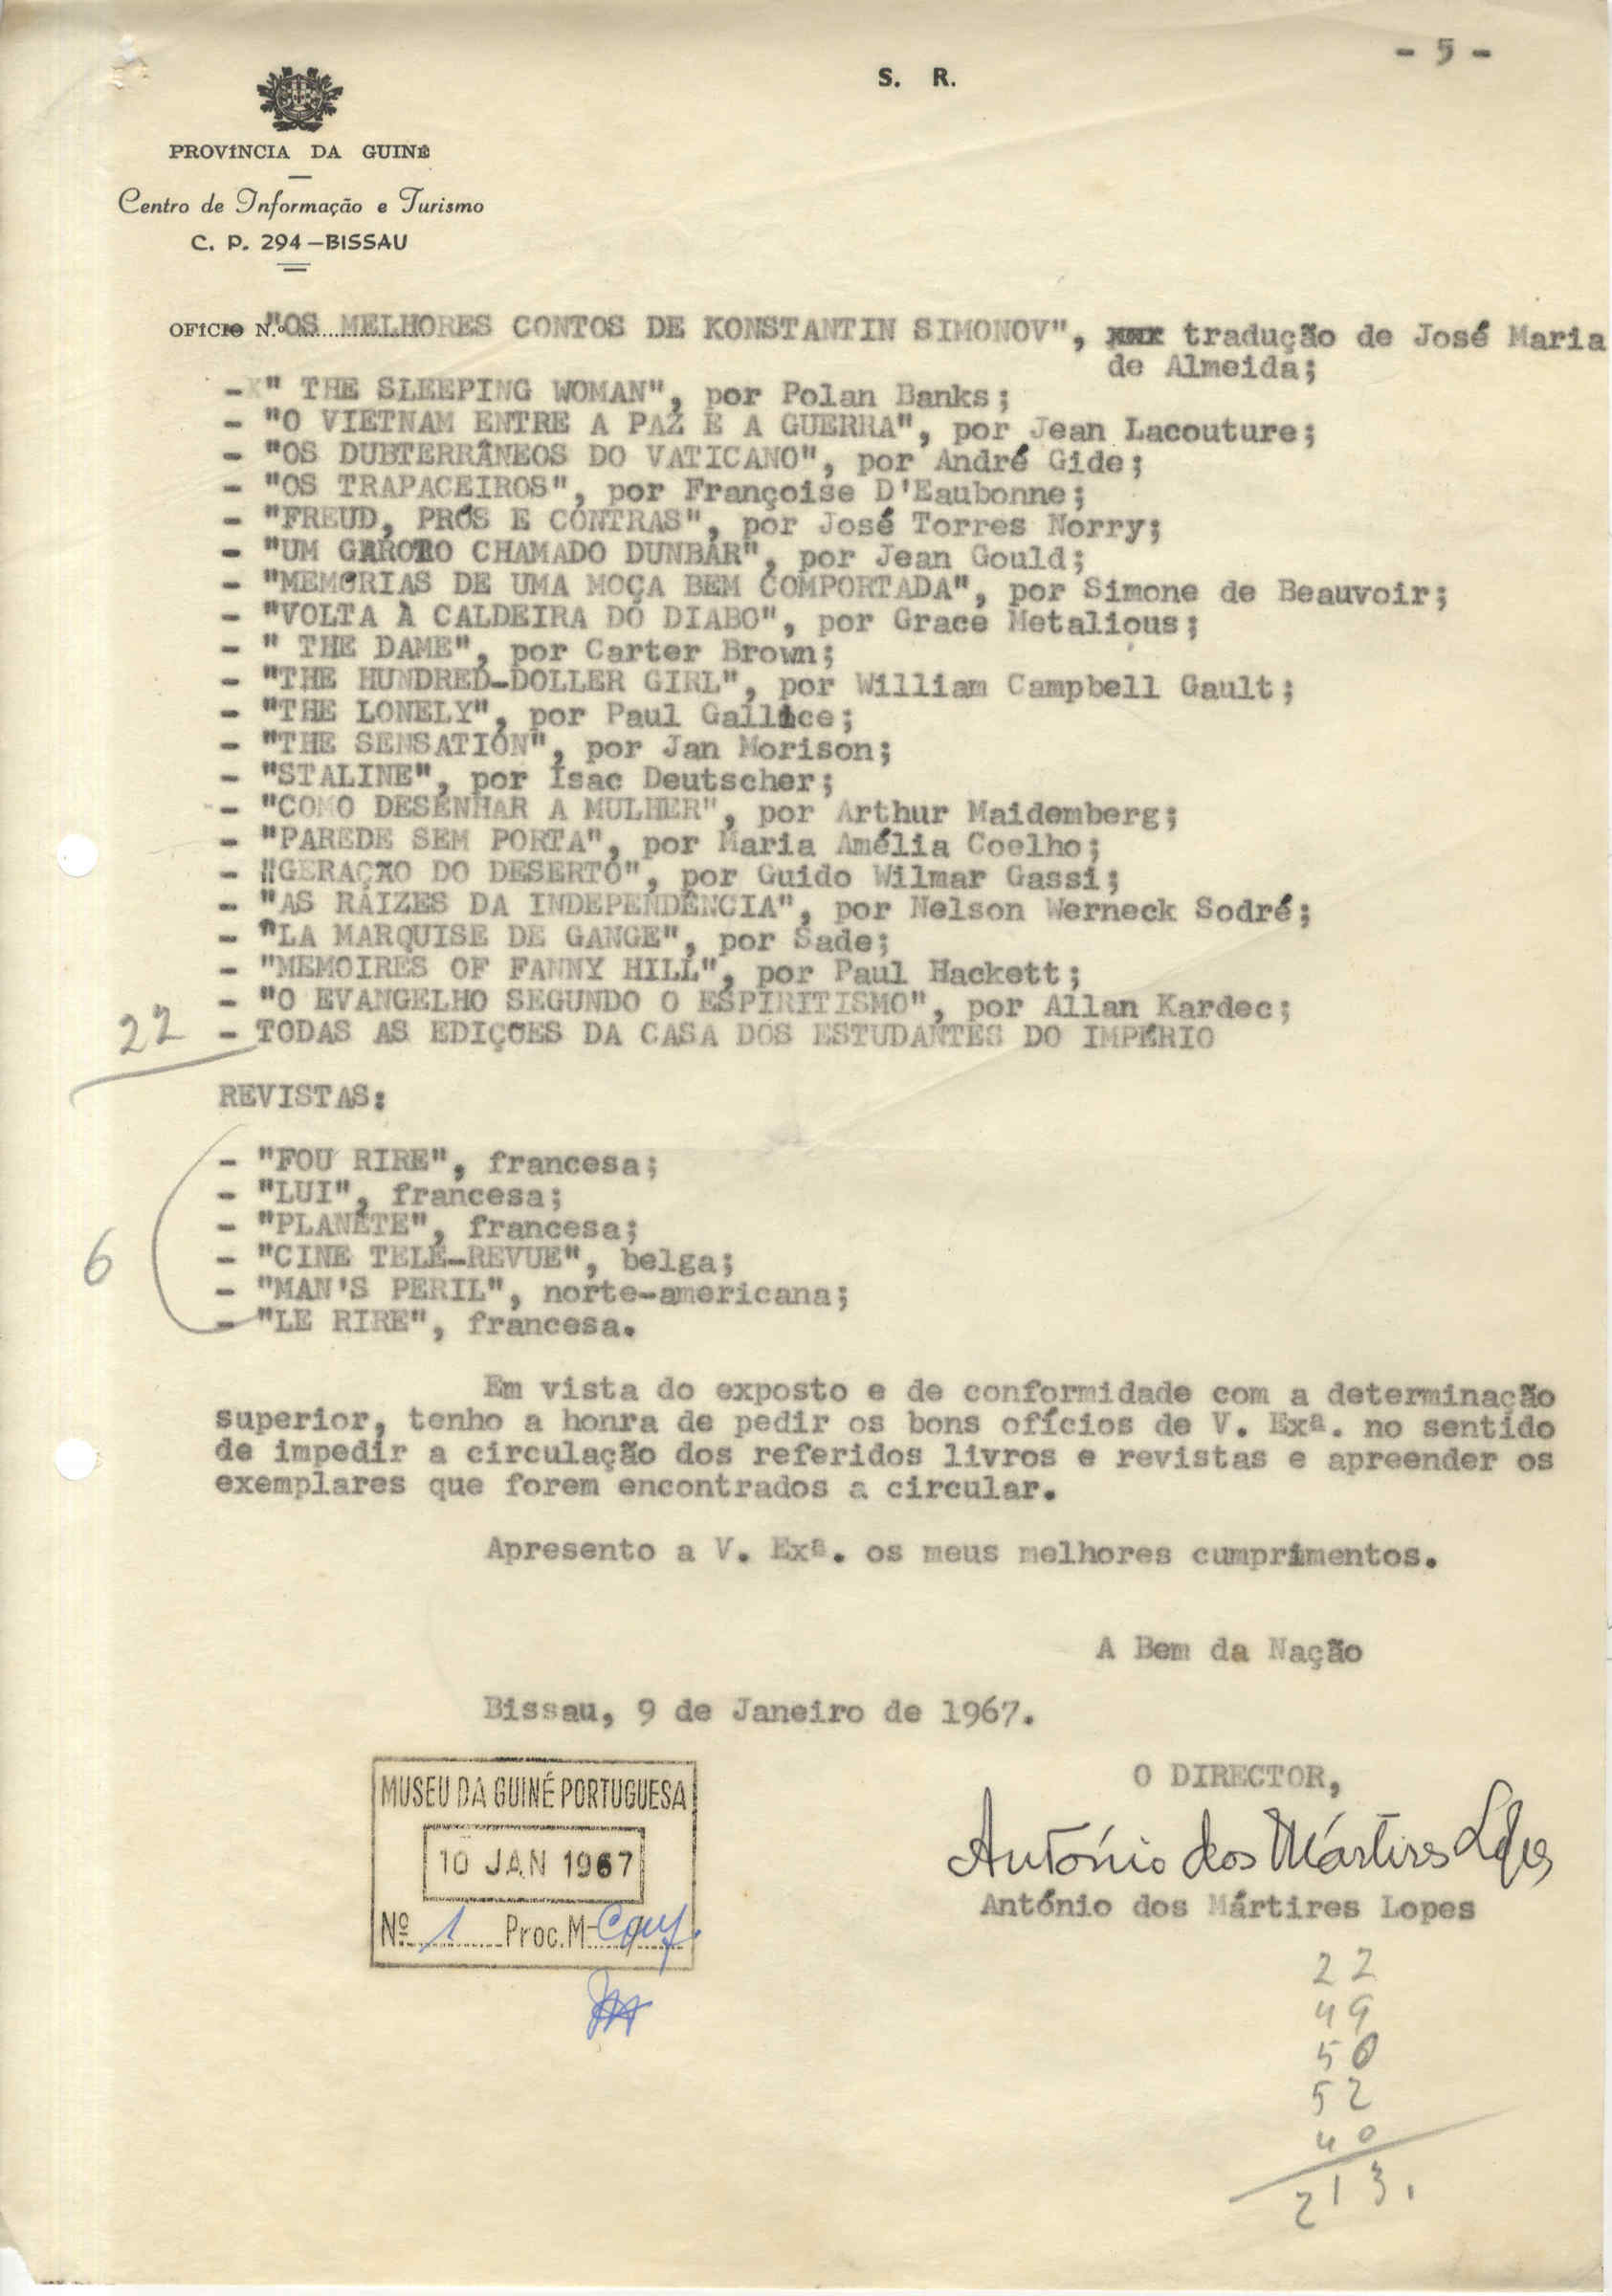 - 5 -
S. R.
PROVÍNCIA DA GUINÉ
Centro de Informação e Turismo
C. P. 294 — BISSAU
OFÍCIO N.º "OS MELHORES CONTOS DE KONSTANTIN SIMONOV", tradução de José Maria
de Almeida;
- " THE SLEEPING WOMAN", por Polan Banks;
- "O VIETNAM ENTRE A PAZ E A GUERRA", por Jean Lacouture;
- "OS DUBTERRÂNEOS DO VATICANO", por André Gide;
- "OS TRAPACEIROS", por Françoise D'Eaubonne;
- "FREUD, PRÓS E CONTRAS", por José Torres Norry;
- "UM GAROTO CHAMADO DUNBAR", por Jean Gould;
- "MEMÓRIAS DE UMA MOÇA BEM COMPORTADA", por Simone de Beauvoir;
- "VOLTA À CALDEIRA DO DIABO", por Grace Metalious;
- " THE DAME", por Carter Brown;
- "THE HUNDRED-DOLLER GIRL", por William Campbell Gault;
- "THE LONELY", por Paul Gallice;
- "THE SENSATION", por Jan Morison;
- "STALINE", por Isac Deutscher;
- "COMO DESENHAR A MULHER", por Arthur Maidemberg;
- "PAREDE SEM PORTA", por Maria Amélia Coelho;
- "GERAÇÃO DO DESERTO", por Guido Wilmar Gassi;
- "AS RAÍZES DA INDEPENDÊNCIA", por Nelson Werneck Sodré;
- "LA MARQUISE DE GANGE", por Sade;
- "MEMOIRES OF FANNY HILL", por Paul Hackett;
- "O EVANGELHO SEGUNDO O ESPIRITISMO", por Allan Kardec;
22
- TODAS AS EDIÇÕES DA CASA DOS ESTUDANTES DO IMPÉRIO
REVISTAS:
- "FOU RIRE", francesa;
- "LUI", francesa;
- "PLANÈTE", francesa;
6
- "CINE TELÉ-REVUE", belga;
- "MAN'S PERIL", norte-americana;
- "LE RIRE", francesa.
Em vista do exposto e de conformidade com a determinação
superior, tenho a honra de pedir os bons ofícios de V. Exª. no sentido
de impedir a circulação dos referidos livros e revistas e apreender os
exemplares que forem encontrados a circular.
Apresento a V. Exª. os meus melhores cumprimentos.
A Bem da Nação
Bissau, 9 de Janeiro de 1967.
O DIRECTOR,
António dos Mártires Lopes
António dos Mártires Lopes
MUSEU DA GUINÉ PORTUGUESA
10 JAN 1967
Nº 1 Proc. M- Conf.
22
49
50
52
40
213.